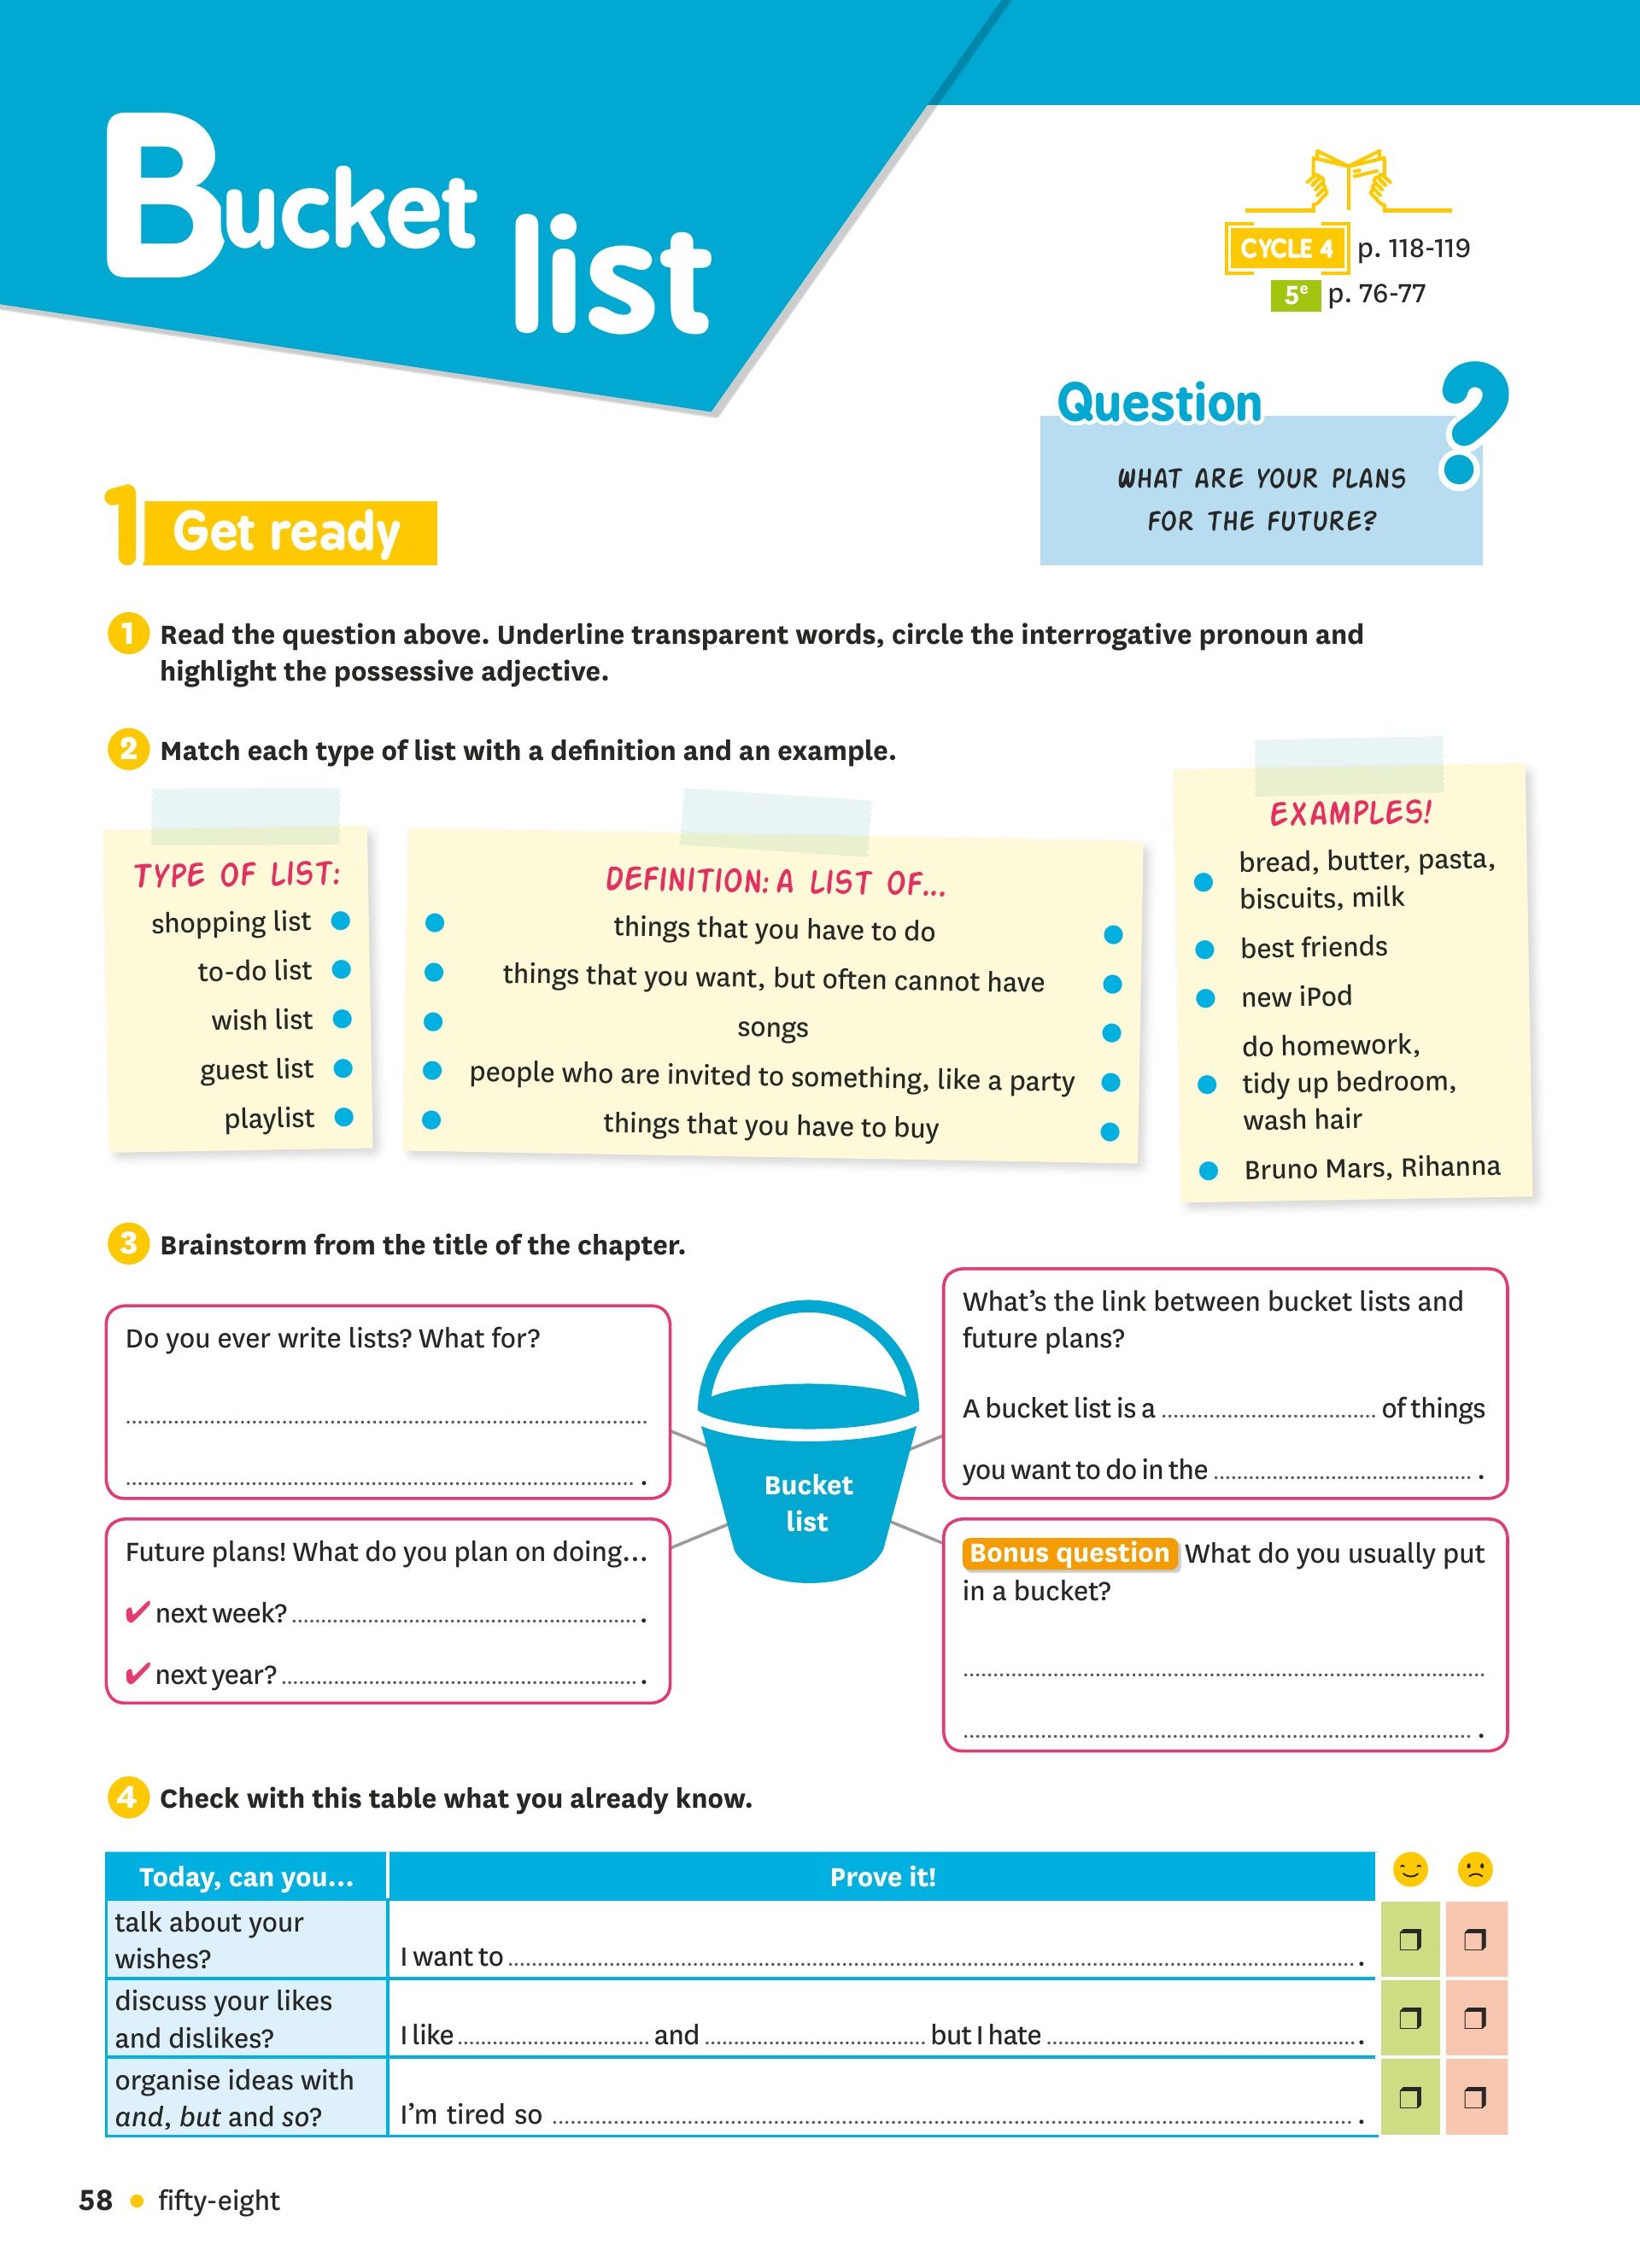 Bucket
list
CYCLE 4 p. 118-119
5e p. 76-77
Question ?
WHAT ARE YOUR PLANS
FOR THE FUTURE?
1 Get ready
1 Read the question above. Underline transparent words, circle the interrogative pronoun and
highlight the possessive adjective.
2 Match each type of list with a definition and an example.
TYPE OF LIST:
shopping list
to-do list
wish list
guest list
playlist
DEFINITION: A LIST OF...
things that you have to do
things that you want, but often cannot have
songs
people who are invited to something, like a party
things that you have to buy
EXAMPLES!
bread, butter, pasta,
biscuits, milk
best friends
new iPod
do homework,
tidy up bedroom,
wash hair
Bruno Mars, Rihanna
3 Brainstorm from the title of the chapter.
Do you ever write lists? What for?
.
What's the link between bucket lists and
future plans?
A bucket list is a ........ of things
you want to do in the ........ .
Bucket
list
Future plans! What do you plan on doing...
✔ next week? ........ .
✔ next year? ........ .
Bonus question What do you usually put
in a bucket?
.
4 Check with this table what you already know.
Today, can you... Prove it!
talk about your
wishes?
I want to ........ .
discuss your likes
and dislikes?
I like ........ and ........ but I hate ........ .
organise ideas with
and, but and so?
I'm tired so ........ .
58 • fifty-eight